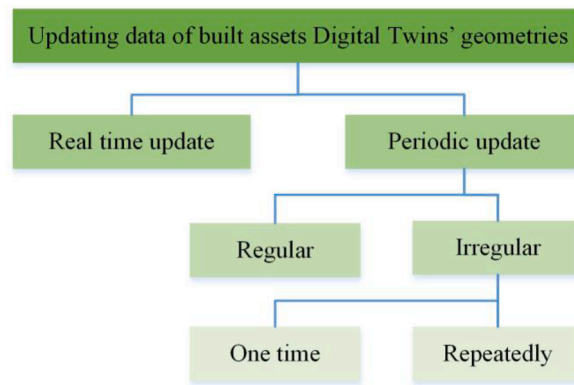 Updating data of built assets Digital Twins’ geometries
Real time update
Periodic update
Regular
Irregular
One time
Repeatedly